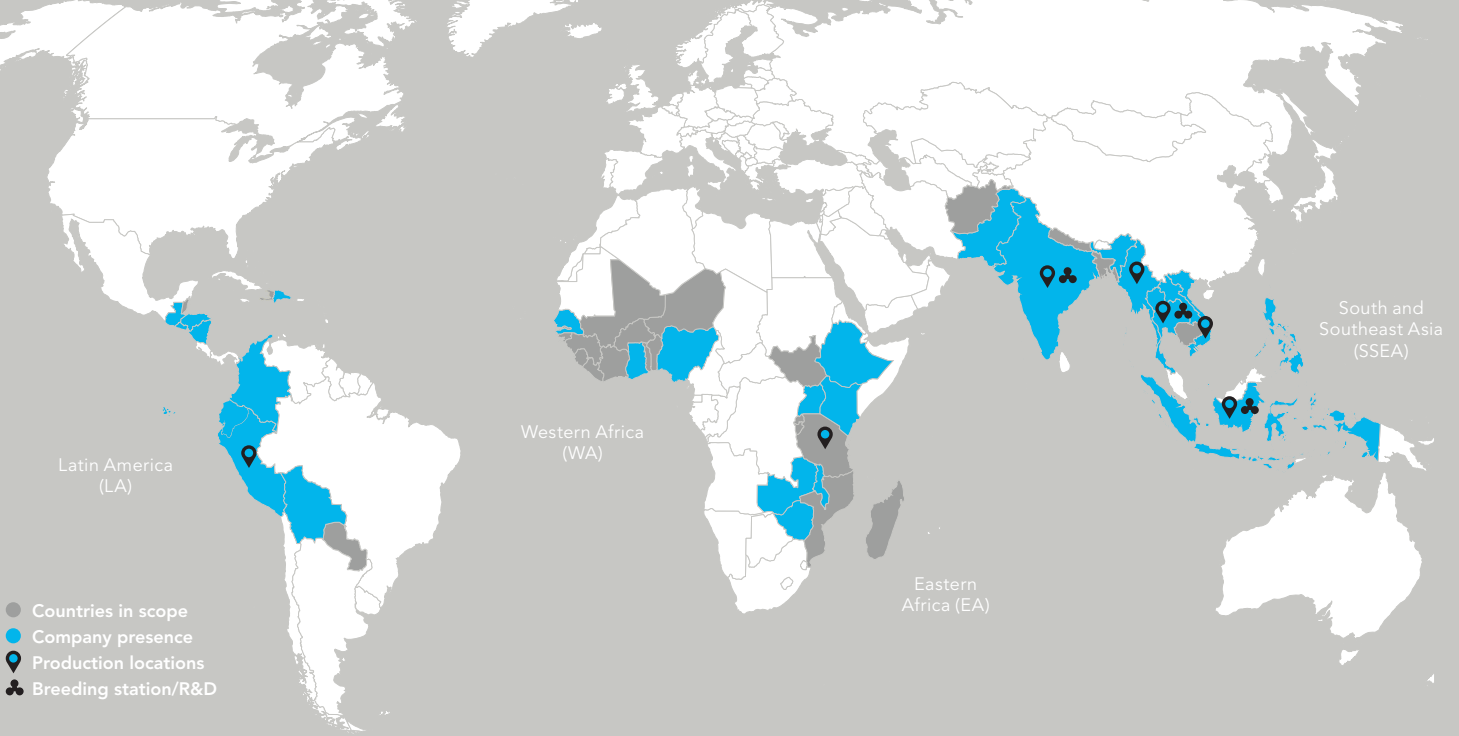 South and
Southeast Asia
(SSEA)
Western Africa
(WA)
Latin America
(LA)
Eastern
Africa (EA)
Countries in scope
Company presence
Production locations
Breeding station/R&D